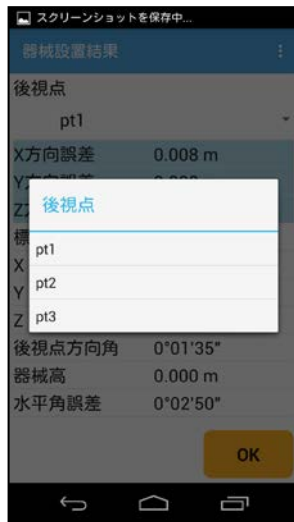 スクリーンショットを保存中...
器械設置結果
後視点
pt1
X方向誤差 0.008 m
後視点
pt1
pt2
pt3
X
Y
Z
後視点方向角 0°01'35"
器械高 0.000 m
水平角誤差 0°02'50"
OK